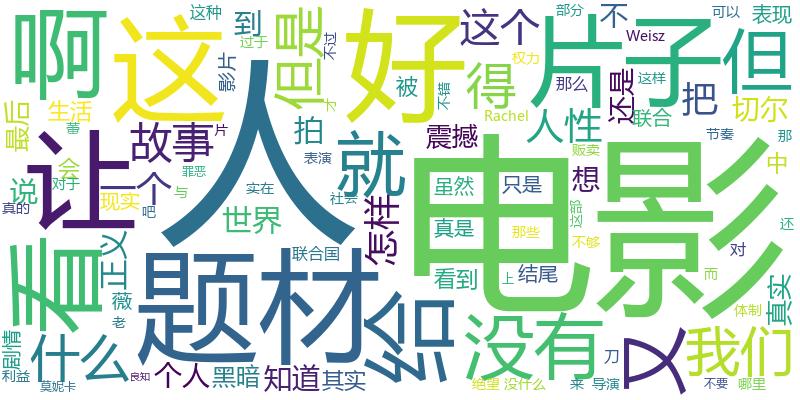 这种
部分
不
可以
表现
啊
这
过于
到
但是
好
这个
片子
但
Weisz
影片
不过
权力
最后
生活
才
被
不错
得
那么
这样
还是
把
切尔
Rachel
人性
联合
蕾
让
故事
片
人
拍
就
震撼
电影
节奏
那
会
罪恶
表演
虽然
只是
想
贩卖
中
说
对于
一个
现实
与
实在
社会
真的
吧
世界
怎样
真是
那些
这部
不够
对
还
看
正义
联合国
题材
给
看到
上
结尾
而
真实
薇
老
没有
又
我们
体制
剧情
什么
利益
莫妮卡
良知
个人
黑暗
知道
其实
绝望
没什么
来
导演
刀
不要
哪里